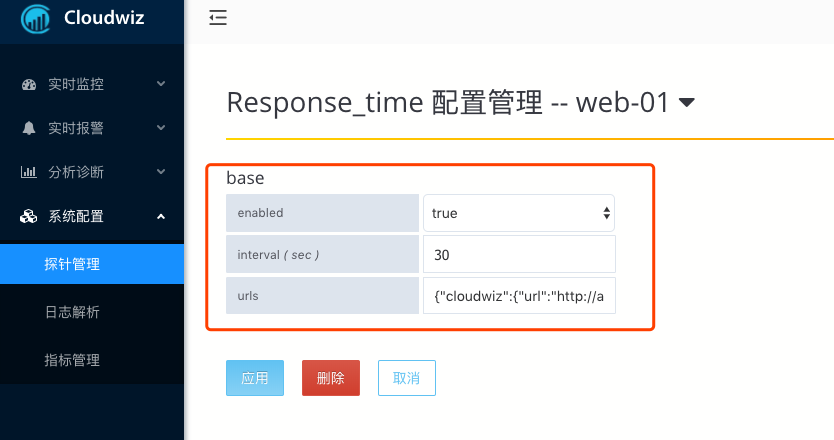 Cloudwiz
实时监控
实时报警
分析诊断
系统配置
探针管理
日志解析
指标管理
Response_time 配置管理 -- web-01
base
enabled true
interval ( sec ) 30
urls {"cloudwiz":{"url":"http://a
应用 删除 取消